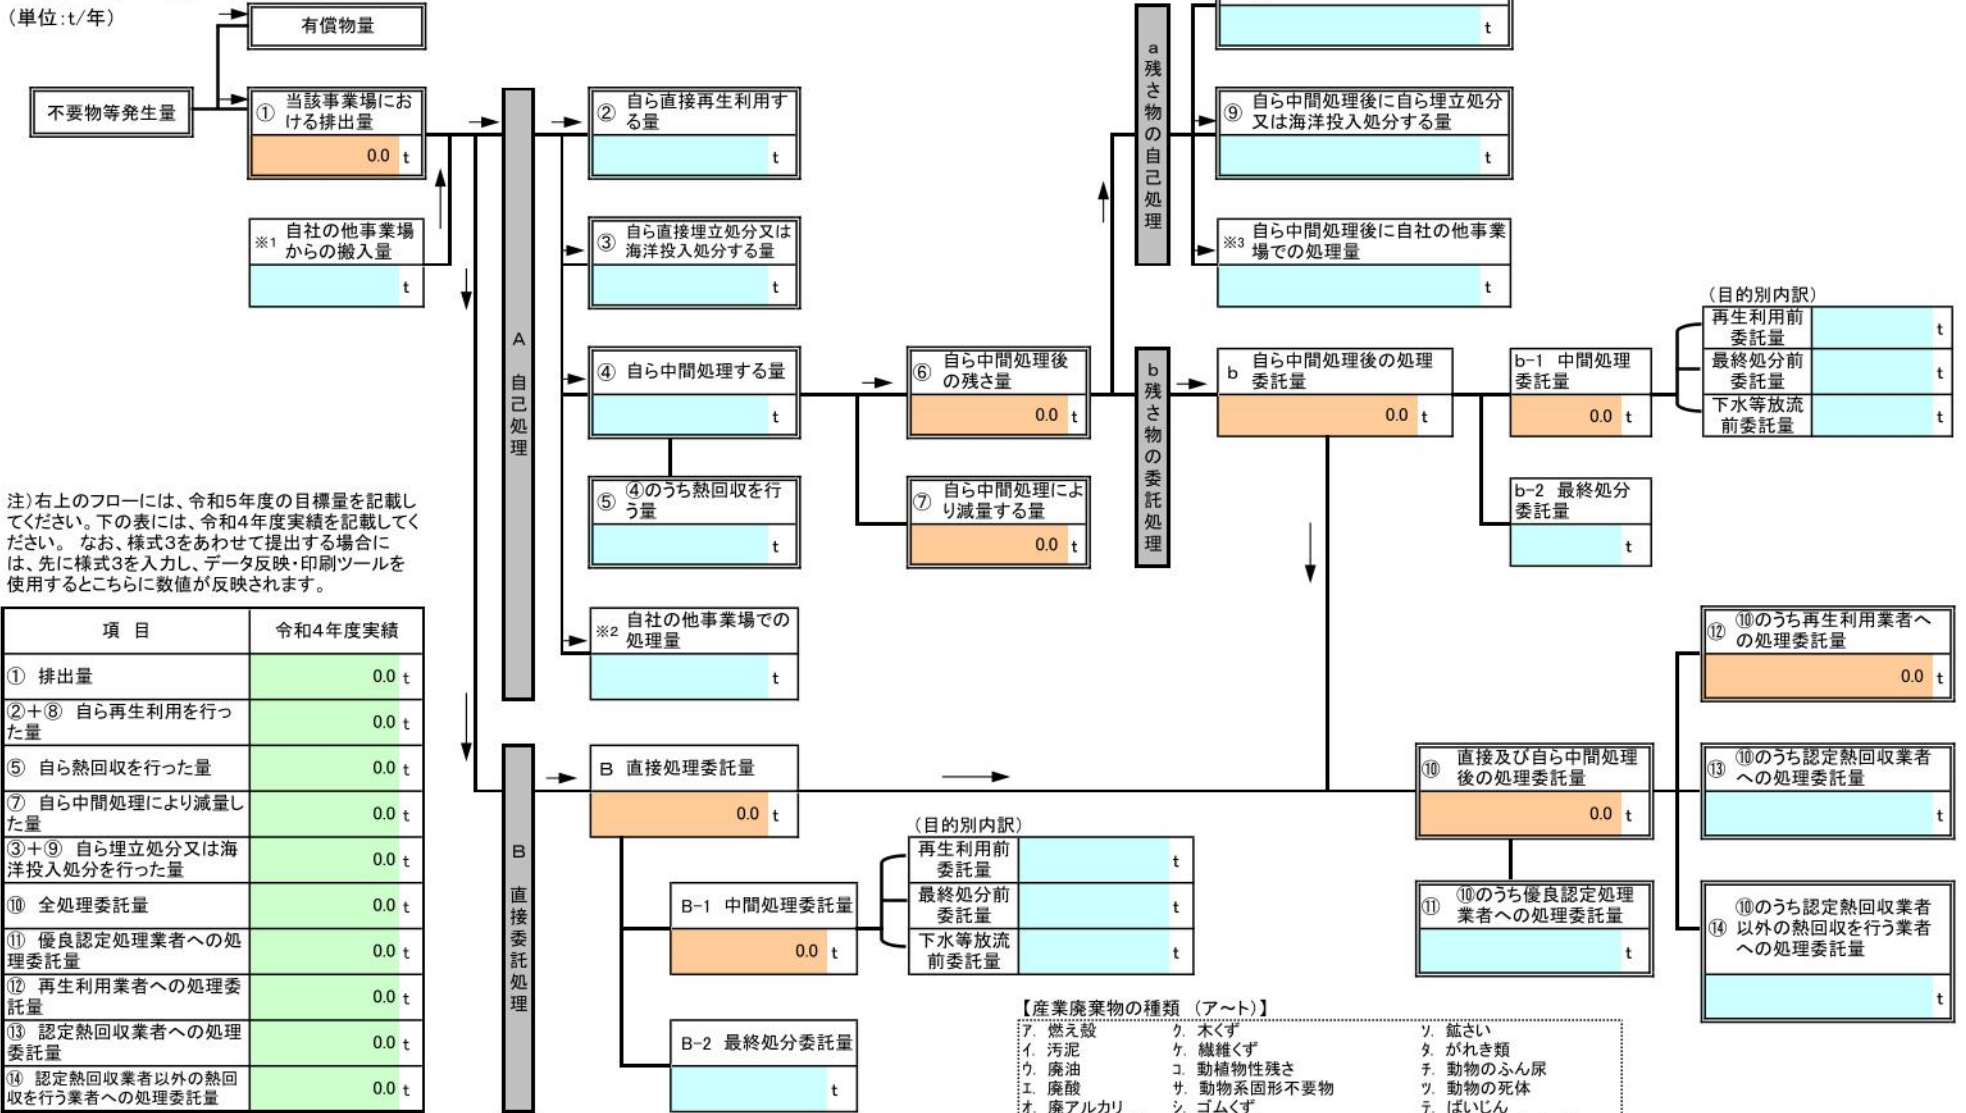 (単位:t/年)
有償物量
不要物等発生量
① 当該事業場にお
ける排出量
0.0 t
※1 自社の他事業場
からの搬入量
t
A 自己処理
② 自ら直接再生利用す
る量
t
③ 自ら直接埋立処分又は
海洋投入処分する量
t
④ 自ら中間処理する量
t
⑤ ④のうち熱回収を行
う量
t
※2 自社の他事業場での
処理量
t
⑥ 自ら中間処理後
の残さ量
0.0 t
⑦ 自ら中間処理によ
り減量する量
0.0 t
a 残さ物の自己処理
t
⑨ 自ら中間処理後に自ら埋立処分
又は海洋投入処分する量
t
※3 自ら中間処理後に自社の他事業
場での処理量
t
b 残さ物の委託処理
b 自ら中間処理後の処理
委託量
0.0 t
b-1 中間処理
委託量
0.0 t
(目的別内訳)
再生利用前
委託量
t
最終処分前
委託量
t
下水等放流
前委託量
t
b-2 最終処分
委託量
t
注)右上のフローには、令和5年度の目標量を記載し
てください。下の表には、令和4年度実績を記載してく
ださい。 なお、様式3をあわせて提出する場合に
は、先に様式3を入力し、データ反映・印刷ツールを
使用するとこちらに数値が反映されます。
項 目 令和4年度実績
① 排出量 0.0 t
②+⑧ 自ら再生利用を行っ
た量 0.0 t
⑤ 自ら熱回収を行った量 0.0 t
⑦ 自ら中間処理により減量し
た量 0.0 t
③+⑨ 自ら埋立処分又は海
洋投入処分を行った量 0.0 t
⑩ 全処理委託量 0.0 t
⑪ 優良認定処理業者への処
理委託量 0.0 t
⑫ 再生利用業者への処理委
託量 0.0 t
⑬ 認定熱回収業者への処理
委託量 0.0 t
⑭ 認定熱回収業者以外の熱回
収を行う業者への処理委託量 0.0 t
B 直接委託処理
B 直接処理委託量
0.0 t
B-1 中間処理委託量
0.0 t
(目的別内訳)
再生利用前
委託量
t
最終処分前
委託量
t
下水等放流
前委託量
t
B-2 最終処分委託量
t
⑩ 直接及び自ら中間処理
後の処理委託量
0.0 t
⑪ ⑩のうち優良認定処理
業者への処理委託量
t
⑫ ⑩のうち再生利用業者へ
の処理委託量
0.0 t
⑬ ⑩のうち認定熱回収業者
への処理委託量
t
⑭ ⑩のうち認定熱回収業者
以外の熱回収を行う業者
への処理委託量
t
【産業廃棄物の種類 (ア~ト)】
ア. 燃え殻 ク. 木くず ソ. 鉱さい
イ. 汚泥 ケ. 繊維くず タ. がれき類
ウ. 廃油 コ. 動植物性残さ チ. 動物のふん尿
エ. 廃酸 サ. 動物系固形不要物 ツ. 動物の死体
オ. 廃アルカリ シ. ゴムくず テ. ばいじん